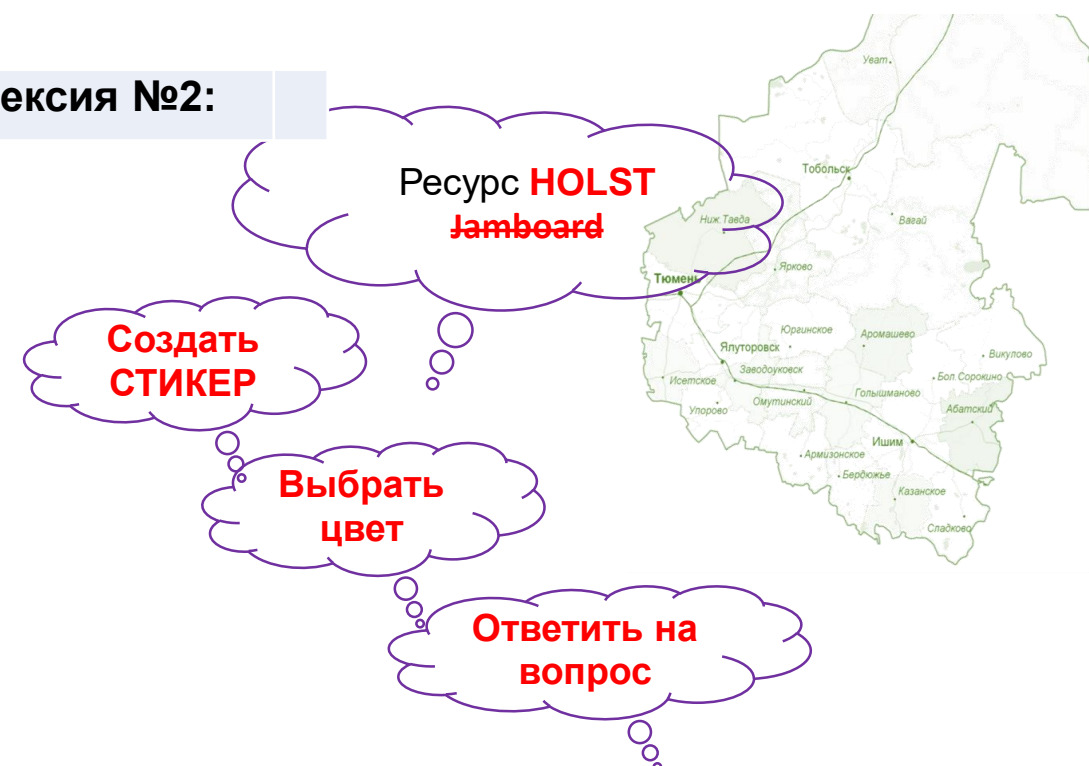 ексия №2:
Ресурс HOLST
Jamboard
Создать
СТИКЕР
Выбрать
цвет
Ответить на
вопрос
Уват
Тобольск
Ниж.Тавда
Вагай
Ярково
Тюмень
Юргинское
Аромашево
Ялуторовск
Викулово
Заводоуковск
Исетское
Бол.Сорокино
Голышманово
Омутинский
Упорово
Абатский
Ишим
Армизонское
Бердюжье
Казанское
Сладково